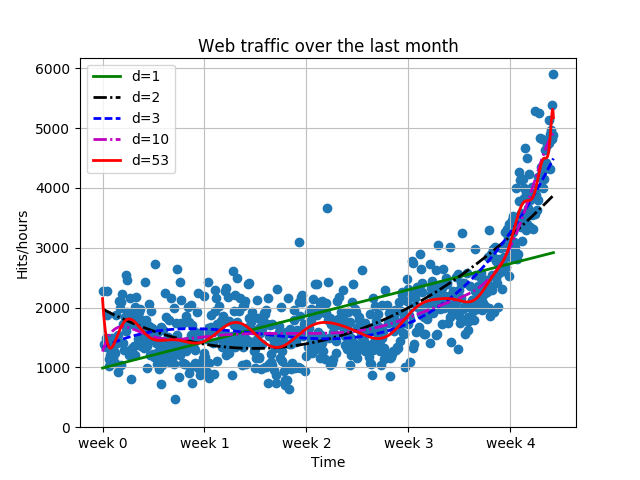 Web traffic over the last month
6000
5000
4000
3000
2000
1000
0
Hits/hours
d=1
d=2
d=3
d=10
d=53
week 0
week 1
week 2
week 3
week 4
Time